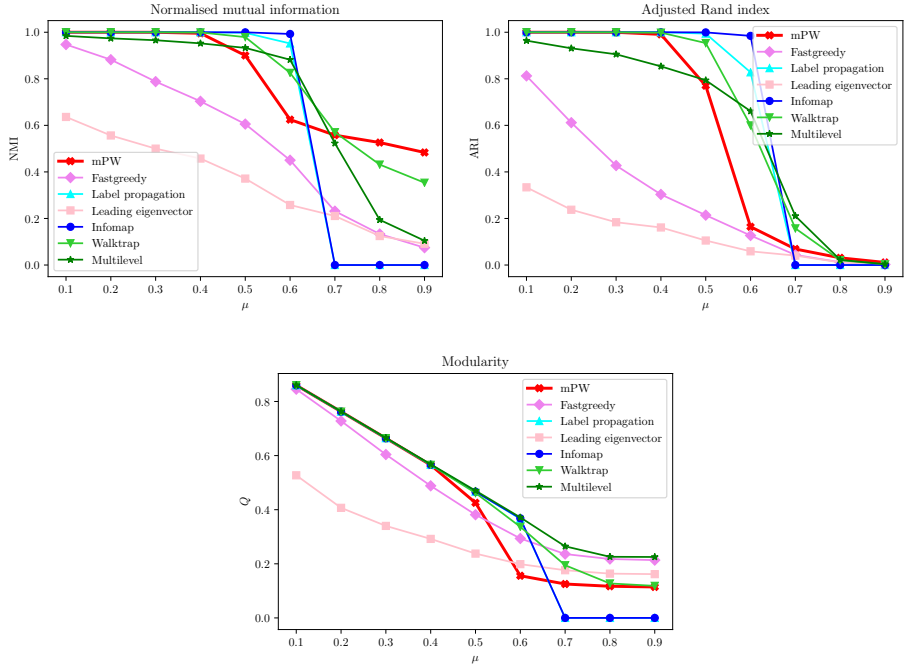 Normalised mutual information
1.0
0.8
0.6
0.4
0.2
0.0
NMI
mPW
Fastgreedy
Label propagation
Leading eigenvector
Infomap
Walktrap
Multilevel
0.1 0.2 0.3 0.4 0.5 0.6 0.7 0.8 0.9
μ
Adjusted Rand index
1.0
0.8
0.6
0.4
0.2
0.0
ARI
mPW
Fastgreedy
Label propagation
Leading eigenvector
Infomap
Walktrap
Multilevel
0.1 0.2 0.3 0.4 0.5 0.6 0.7 0.8 0.9
μ
Modularity
0.8
0.6
0.4
0.2
0.0
Q
mPW
Fastgreedy
Label propagation
Leading eigenvector
Infomap
Walktrap
Multilevel
0.1 0.2 0.3 0.4 0.5 0.6 0.7 0.8 0.9
μ